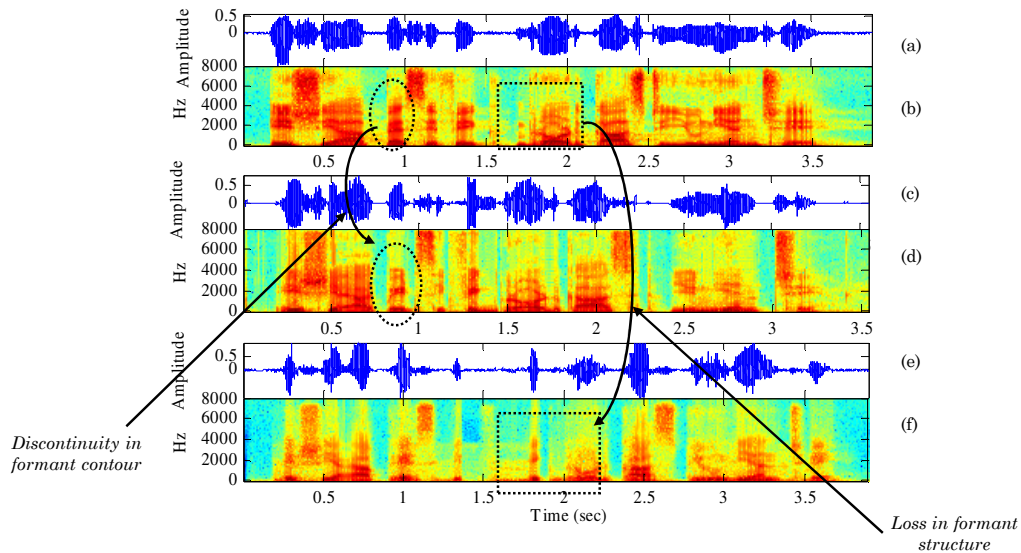 Amplitude
0.5
0
(a)
8000
6000
4000
2000
0
Hz
(b)
0.5 1 1.5 2 2.5 3 3.5
Amplitude
0.5
0
(c)
8000
6000
4000
2000
0
Hz
(d)
0.5 1 1.5 2 2.5 3 3.5
Amplitude
0.5
0
(e)
8000
6000
4000
2000
0
Hz
(f)
0.5 1 1.5 2 2.5 3 3.5
Time (sec)
Discontinuity in
formant contour
Loss in formant
structure